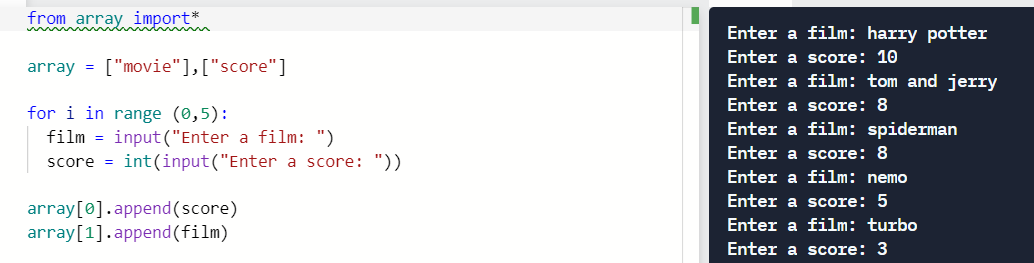 from array import*
array = ["movie"],["score"]
for i in range (0,5):
film = input("Enter a film: ")
score = int(input("Enter a score: "))
array[0].append(score)
array[1].append(film)
Enter a film: harry potter
Enter a score: 10
Enter a film: tom and jerry
Enter a score: 8
Enter a film: spiderman
Enter a score: 8
Enter a film: nemo
Enter a score: 5
Enter a film: turbo
Enter a score: 3